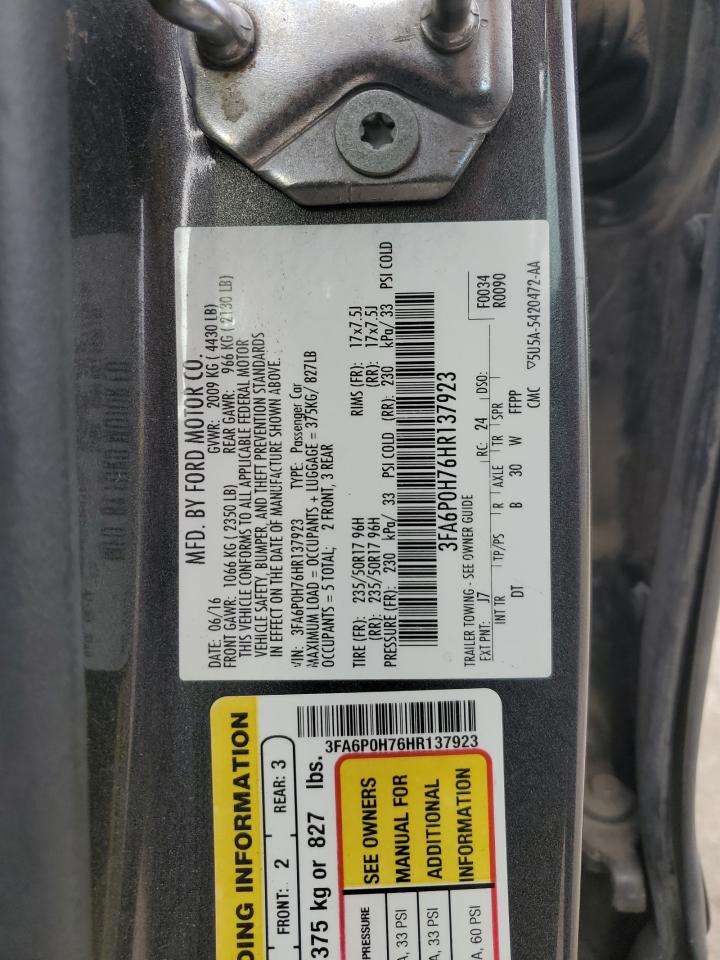 MFD. BY FORD MOTOR CO.
DATE: 06/16 GVWR: 2009 KG ( 4430 LB)
FRONT GAWR: 1066 KG ( 2350 LB) REAR GAWR: 966 KG ( 2130 LB)
THIS VEHICLE CONFORMS TO ALL APPLICABLE FEDERAL MOTOR
VEHICLE SAFETY, BUMPER, AND THEFT PREVENTION STANDARDS
IN EFFECT ON THE DATE OF MANUFACTURE SHOWN ABOVE.
VIN: 3FA6P0H76HR137923 TYPE: Passenger Car
MAXIMUM LOAD = OCCUPANTS + LUGGAGE = 375KG/ 827LB
OCCUPANTS = 5 TOTAL; 2 FRONT, 3 REAR
TIRE (FR): 235/50R17 96H RIMS (FR): 17x7.5J
(RR): 235/50R17 96H (RR): 17x7.5J
PRESSURE (FR): 230 kPa/ 33 PSI COLD (RR): 230 kPa/ 33 PSI COLD
3FA6P0H76HR137923
TRAILER TOWING - SEE OWNER GUIDE
EXT PNT: J7 RC: 24 DSO: F0034
R0090
INT TR TP/PS R AXLE TR SPR
DT B 30 W FFPP
CMC ▽5U5A-5420472-AA
DING INFORMATION
FRONT: 2 REAR: 3
375 kg or 827 lbs.
3FA6P0H76HR137923
PRESSURE
A, 33 PSI
A, 33 PSI
A, 60 PSI
SEE OWNERS
MANUAL FOR
ADDITIONAL
INFORMATION